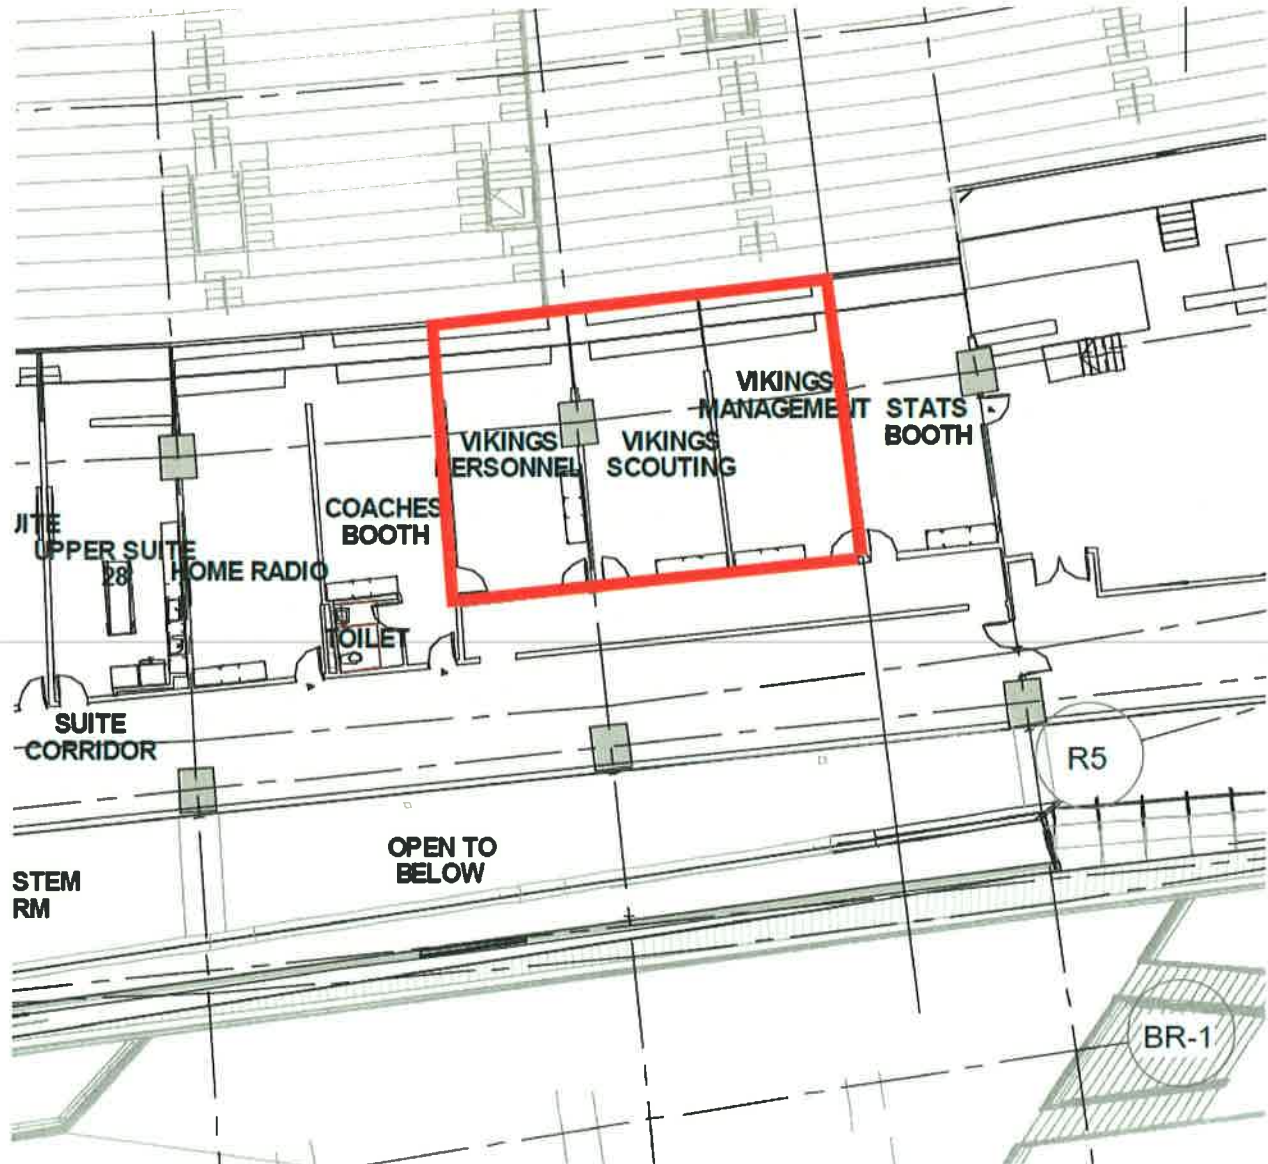 VIKINGS
MANAGEMENT
STATS
BOOTH
VIKINGS
PERSONNEL
VIKINGS
SCOUTING
COACHES
BOOTH
JITE
UPPER SUITE
28
HOME RADIO
TOILET
SUITE
CORRIDOR
R5
OPEN TO
BELOW
STEM
RM
BR-1